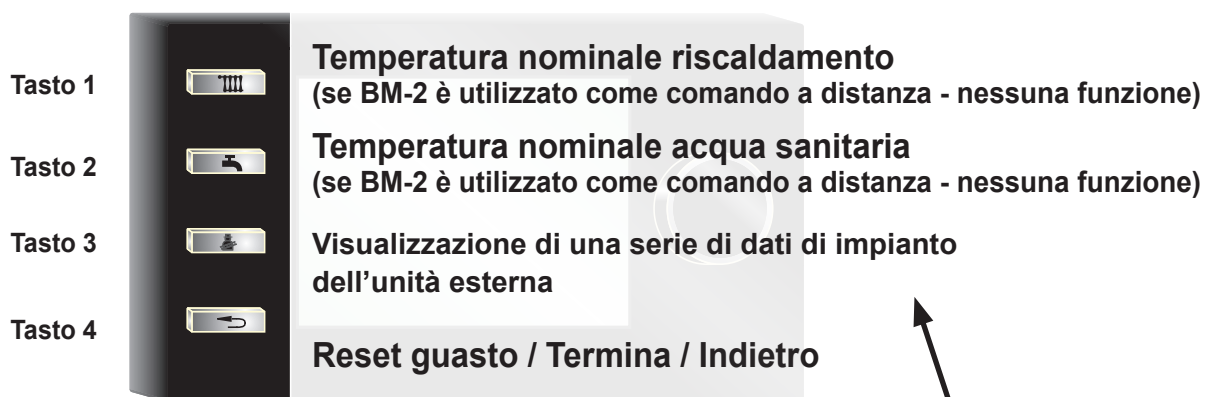 Tasto 1
Temperatura nominale riscaldamento
(se BM-2 è utilizzato come comando a distanza - nessuna funzione)
Tasto 2
Temperatura nominale acqua sanitaria
(se BM-2 è utilizzato come comando a distanza - nessuna funzione)
Tasto 3
Visualizzazione di una serie di dati di impianto
dell’unità esterna
Tasto 4
Reset guasto / Termina / Indietro